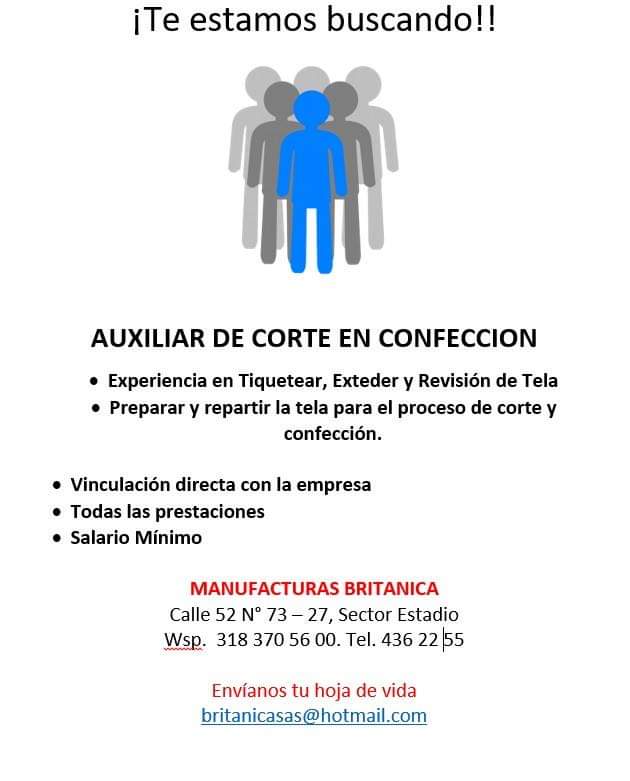 ¡Te estamos buscando!!
AUXILIAR DE CORTE EN CONFECCION
• Experiencia en Tiquetear, Exteder y Revisión de Tela
• Preparar y repartir la tela para el proceso de corte y
confección.
• Vinculación directa con la empresa
• Todas las prestaciones
• Salario Mínimo
MANUFACTURAS BRITANICA
Calle 52 N° 73 – 27, Sector Estadio
Wsp. 318 370 56 00. Tel. 436 22 55
Envíanos tu hoja de vida
britanicasas@hotmail.com